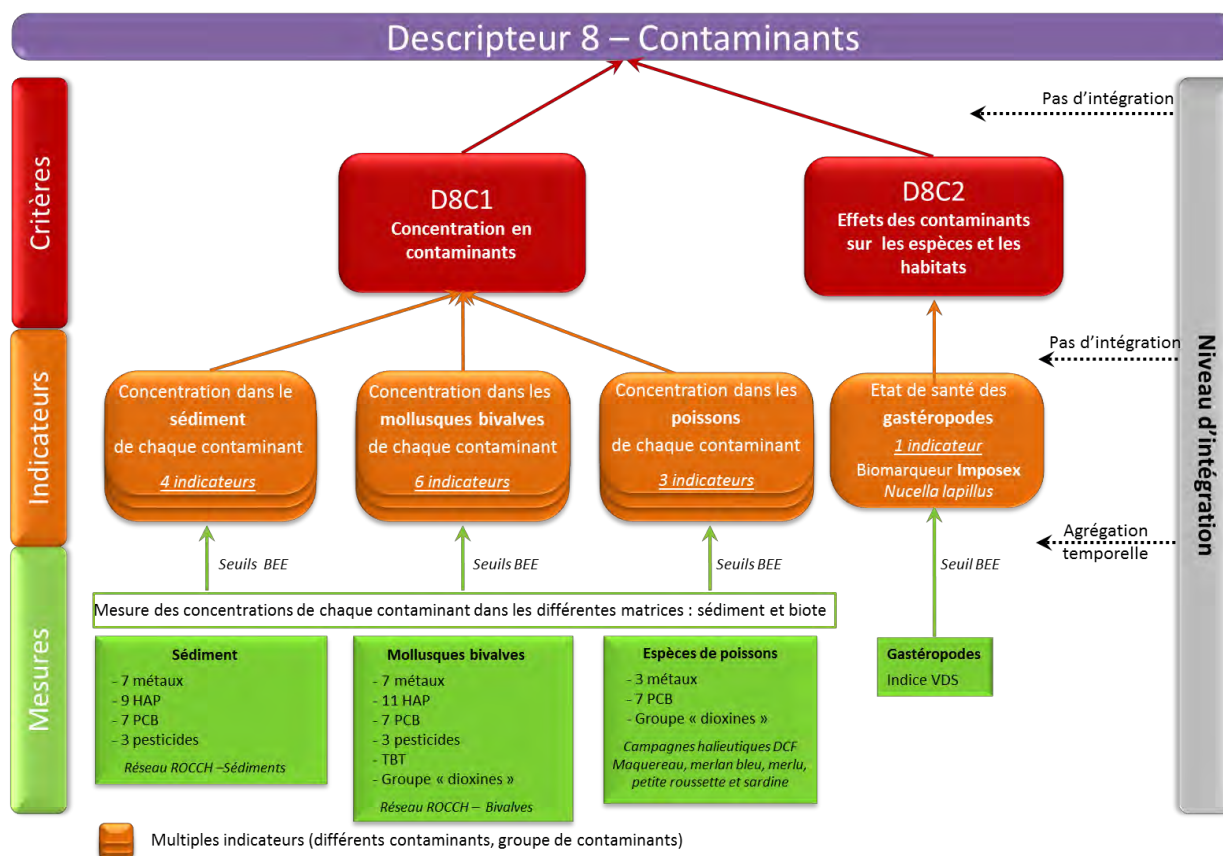 Descripteur 8 – Contaminants
Critères
Indicateurs
Mesures
Niveau d'intégration
Pas d'intégration
D8C1
Concentration en
contaminants
D8C2
Effets des contaminants
sur les espèces et les
habitats
Pas d'intégration
Concentration dans le
sédiment
de chaque contaminant
4 indicateurs
Concentration dans les
mollusques bivalves
de chaque contaminant
6 indicateurs
Concentration dans les
poissons
de chaque contaminant
3 indicateurs
Etat de santé des
gastéropodes
1 indicateur
Biomarqueur Imposex
Nucella lapillus
Agrégation
temporelle
Seuils BEE
Seuils BEE
Seuils BEE
Seuil BEE
Mesure des concentrations de chaque contaminant dans les différentes matrices : sédiment et biote
Sédiment
- 7 métaux
- 9 HAP
- 7 PCB
- 3 pesticides
Réseau ROCCH –Sédiments
Mollusques bivalves
- 7 métaux
- 11 HAP
- 7 PCB
- 3 pesticides
- TBT
- Groupe « dioxines »
Réseau ROCCH – Bivalves
Espèces de poissons
- 3 métaux
- 7 PCB
- Groupe « dioxines »
Campagnes halieutiques DCF
Maquereau, merlan bleu, merlu,
petite roussette et sardine
Gastéropodes
Indice VDS
Multiples indicateurs (différents contaminants, groupe de contaminants)